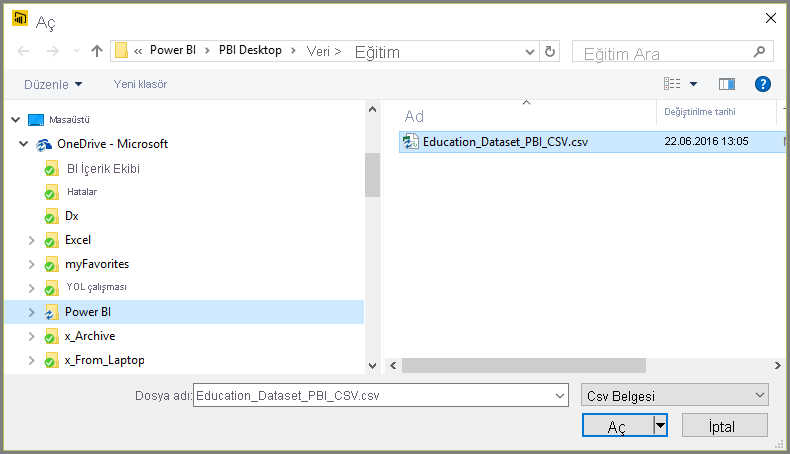 Aç
« Power BI > PBI Desktop > Veri > Eğitim
Eğitim Ara
Düzenle Yeni klasör
Masaüstü
OneDrive - Microsoft
BI İçerik Ekibi
Hatalar
Dx
Excel
myFavorites
YOL çalışması
Power BI
x_Archive
x_From_Laptop
Ad Değiştirilme tarihi
Education_Dataset_PBI_CSV.csv 22.06.2016 13:05
Dosya adı: Education_Dataset_PBI_CSV.csv
Csv Belgesi
Aç İptal